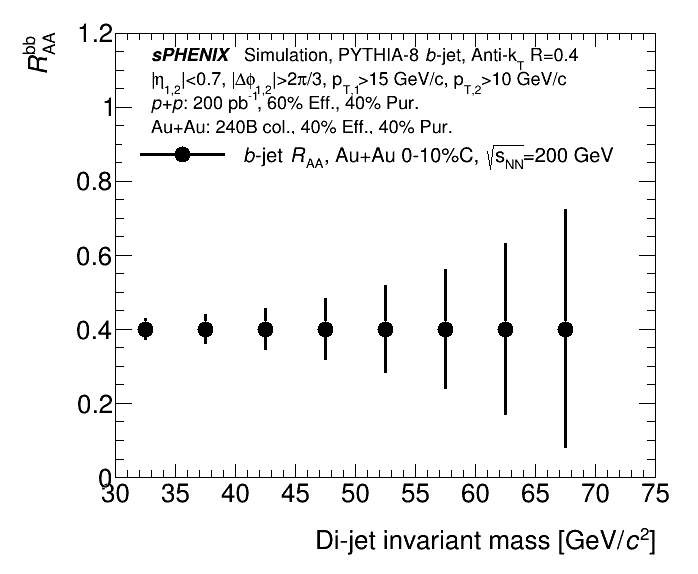 1.2
R_AA^bb
sPHENIX Simulation, PYTHIA-8 b-jet, Anti-k_T R=0.4
|η_1,2|<0.7, |Δϕ_1,2|>2π/3, p_T,1>15 GeV/c, p_T,2>10 GeV/c
p+p: 200 pb^-1, 60% Eff., 40% Pur.
Au+Au: 240B col., 40% Eff., 40% Pur.
b-jet R_AA, Au+Au 0-10%C, √s_NN=200 GeV
1
0.8
0.6
0.4
0.2
0
30 35 40 45 50 55 60 65 70 75
Di-jet invariant mass [GeV/c^2]